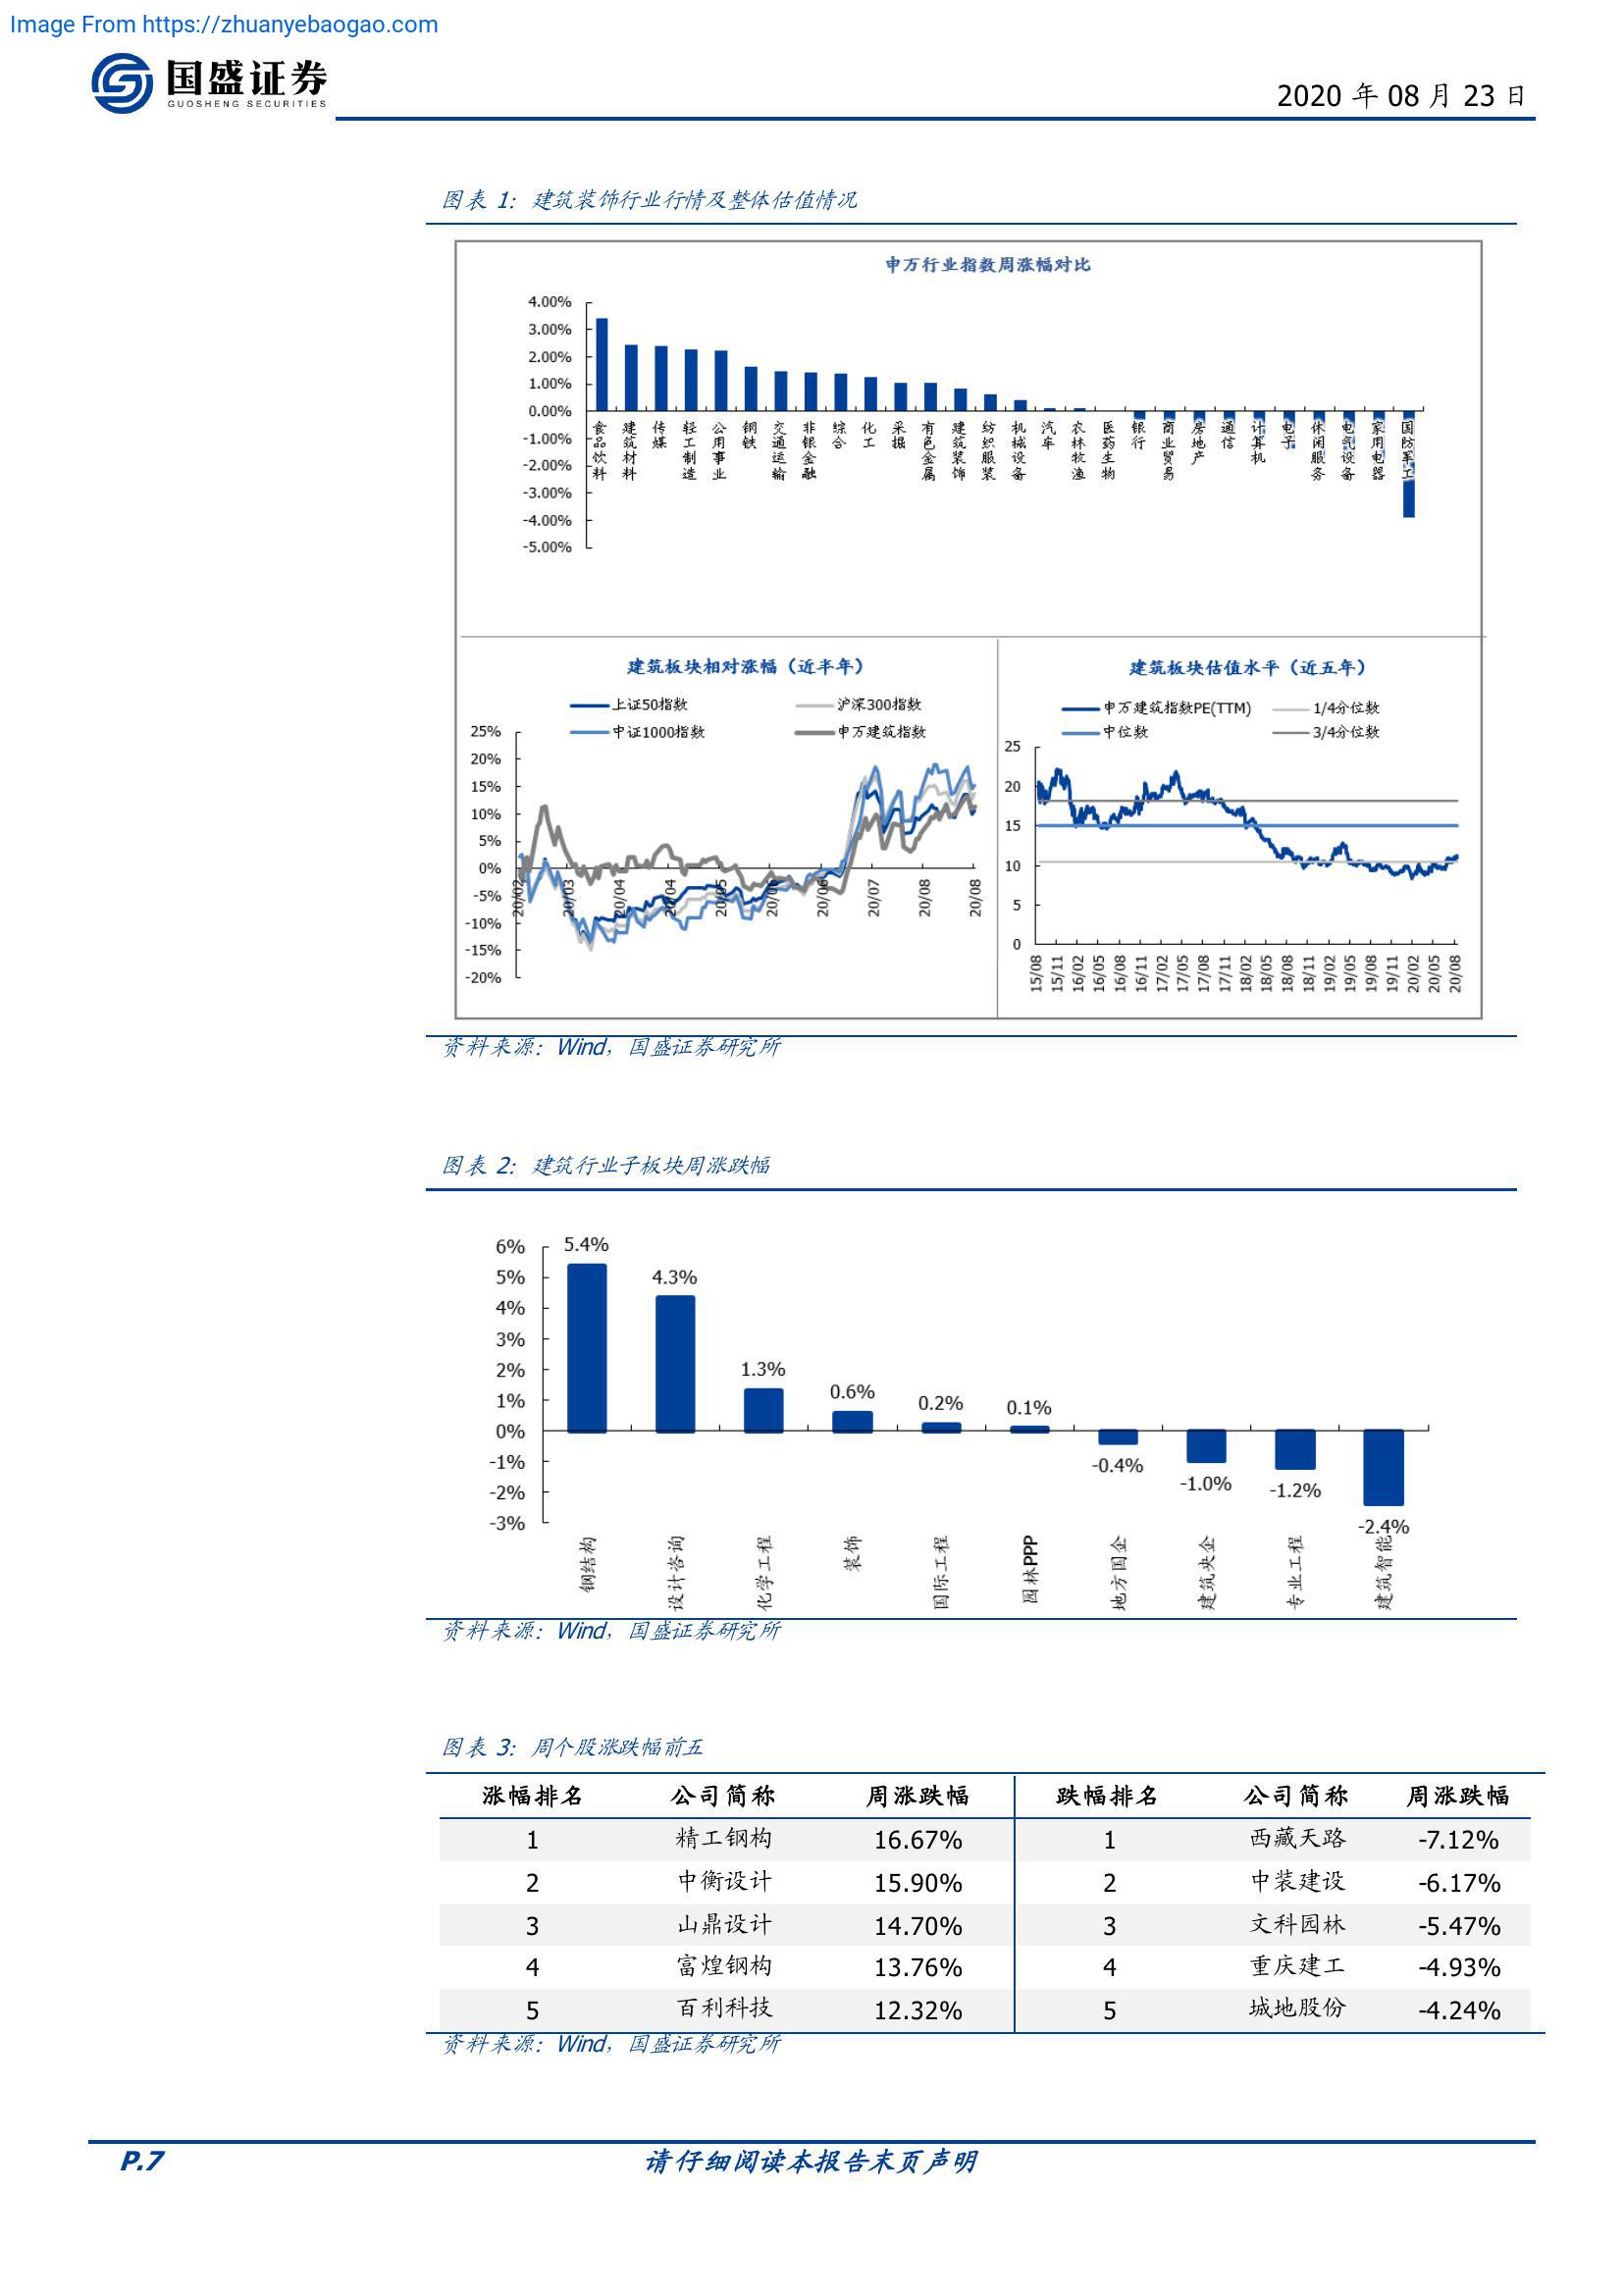 Image From https://zhuanyebaogao.com
国盛证券
GUOSHENG SECURITIES
2020 年 08 月 23 日
图表 1：建筑装饰行业行情及整体估值情况
申万行业指数周涨幅对比
4.00%
3.00%
2.00%
1.00%
0.00%
-1.00%
-2.00%
-3.00%
-4.00%
-5.00%
食品饮料
建筑材料
传媒
轻工制造
公用事业
钢铁
交通运输
非银金融
综合
化工
采掘
有色金属
建筑装饰
纺织服装
机械设备
汽车
农林牧渔
医药生物
银行
商业贸易
房地产
通信
计算机
电子
休闲服务
电气设备
家用电器
国防军工
建筑板块相对涨幅（近半年）
上证50指数
沪深300指数
中证1000指数
申万建筑指数
25%
20%
15%
10%
5%
0%
-5%
-10%
-15%
-20%
20/02
20/03
20/04
20/04
20/05
20/06
20/06
20/07
20/08
20/08
建筑板块估值水平（近五年）
申万建筑指数PE(TTM)
1/4分位数
中位数
3/4分位数
25
20
15
10
5
0
15/08
15/11
16/02
16/05
16/08
16/11
17/02
17/05
17/08
17/11
18/02
18/05
18/08
18/11
19/02
19/05
19/08
19/11
20/02
20/05
20/08
资料来源：Wind，国盛证券研究所
图表 2：建筑行业子板块周涨跌幅
6%
5%
4%
3%
2%
1%
0%
-1%
-2%
-3%
5.4%
4.3%
1.3%
0.6%
0.2%
0.1%
-0.4%
-1.0%
-1.2%
-2.4%
钢结构
设计咨询
化学工程
装饰
国际工程
园林PPP
地方国企
建筑央企
专业工程
建筑智能
资料来源：Wind，国盛证券研究所
图表 3：周个股涨跌幅前五
涨幅排名 公司简称 周涨跌幅 跌幅排名 公司简称 周涨跌幅
1 精工钢构 16.67% 1 西藏天路 -7.12%
2 中衡设计 15.90% 2 中装建设 -6.17%
3 山鼎设计 14.70% 3 文科园林 -5.47%
4 富煌钢构 13.76% 4 重庆建工 -4.93%
5 百利科技 12.32% 5 城地股份 -4.24%
资料来源：Wind，国盛证券研究所
P.7
请仔细阅读本报告末页声明